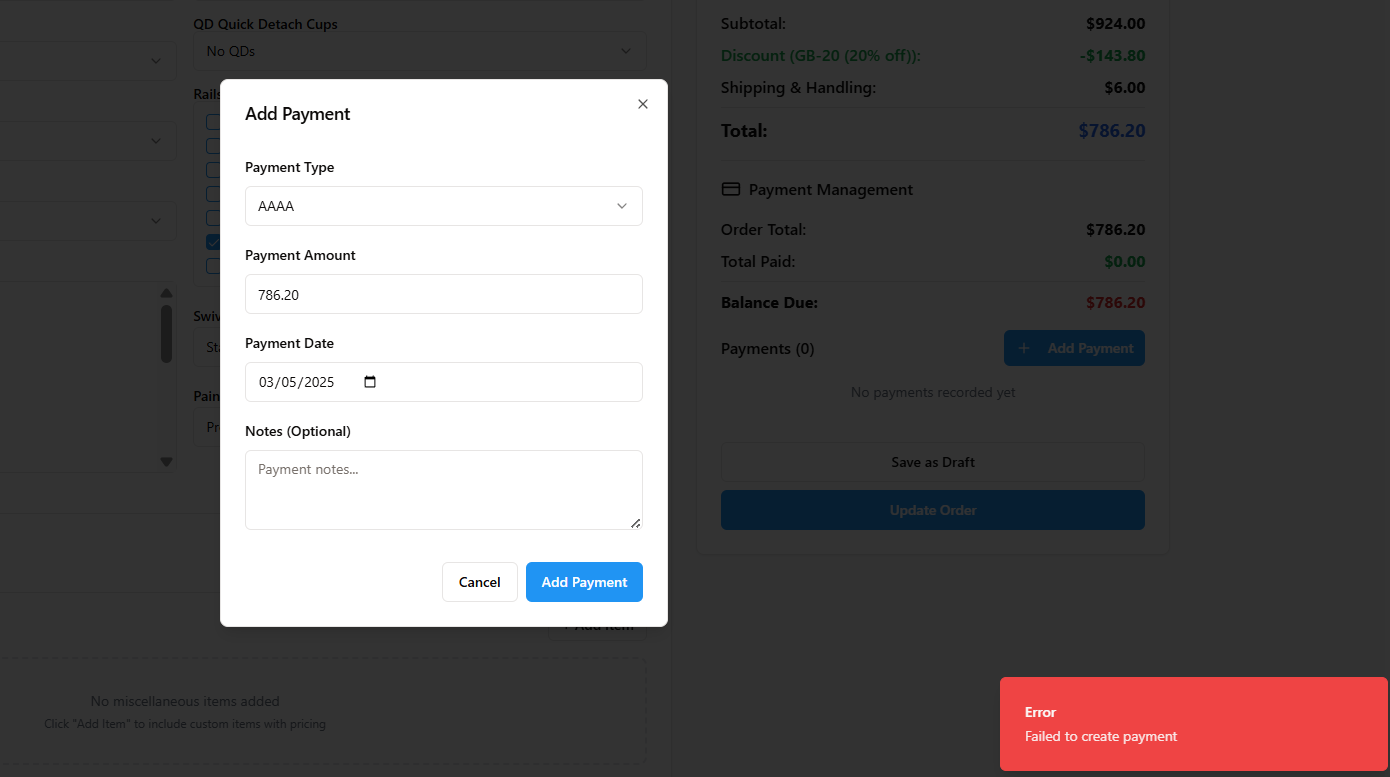 QD Quick Detach Cups
No QDs
Rails
Swiv
Sta
Pain
Pr
Add Payment
Payment Type
AAAA
Payment Amount
786.20
Payment Date
03/05/2025
Notes (Optional)
Payment notes...
Cancel
Add Payment
+ Add Item
No miscellaneous items added
Click "Add Item" to include custom items with pricing
Subtotal: $924.00
Discount (GB-20 (20% off)): -$143.80
Shipping & Handling: $6.00
Total: $786.20
Payment Management
Order Total: $786.20
Total Paid: $0.00
Balance Due: $786.20
Payments (0) + Add Payment
No payments recorded yet
Save as Draft
Update Order
Error
Failed to create payment